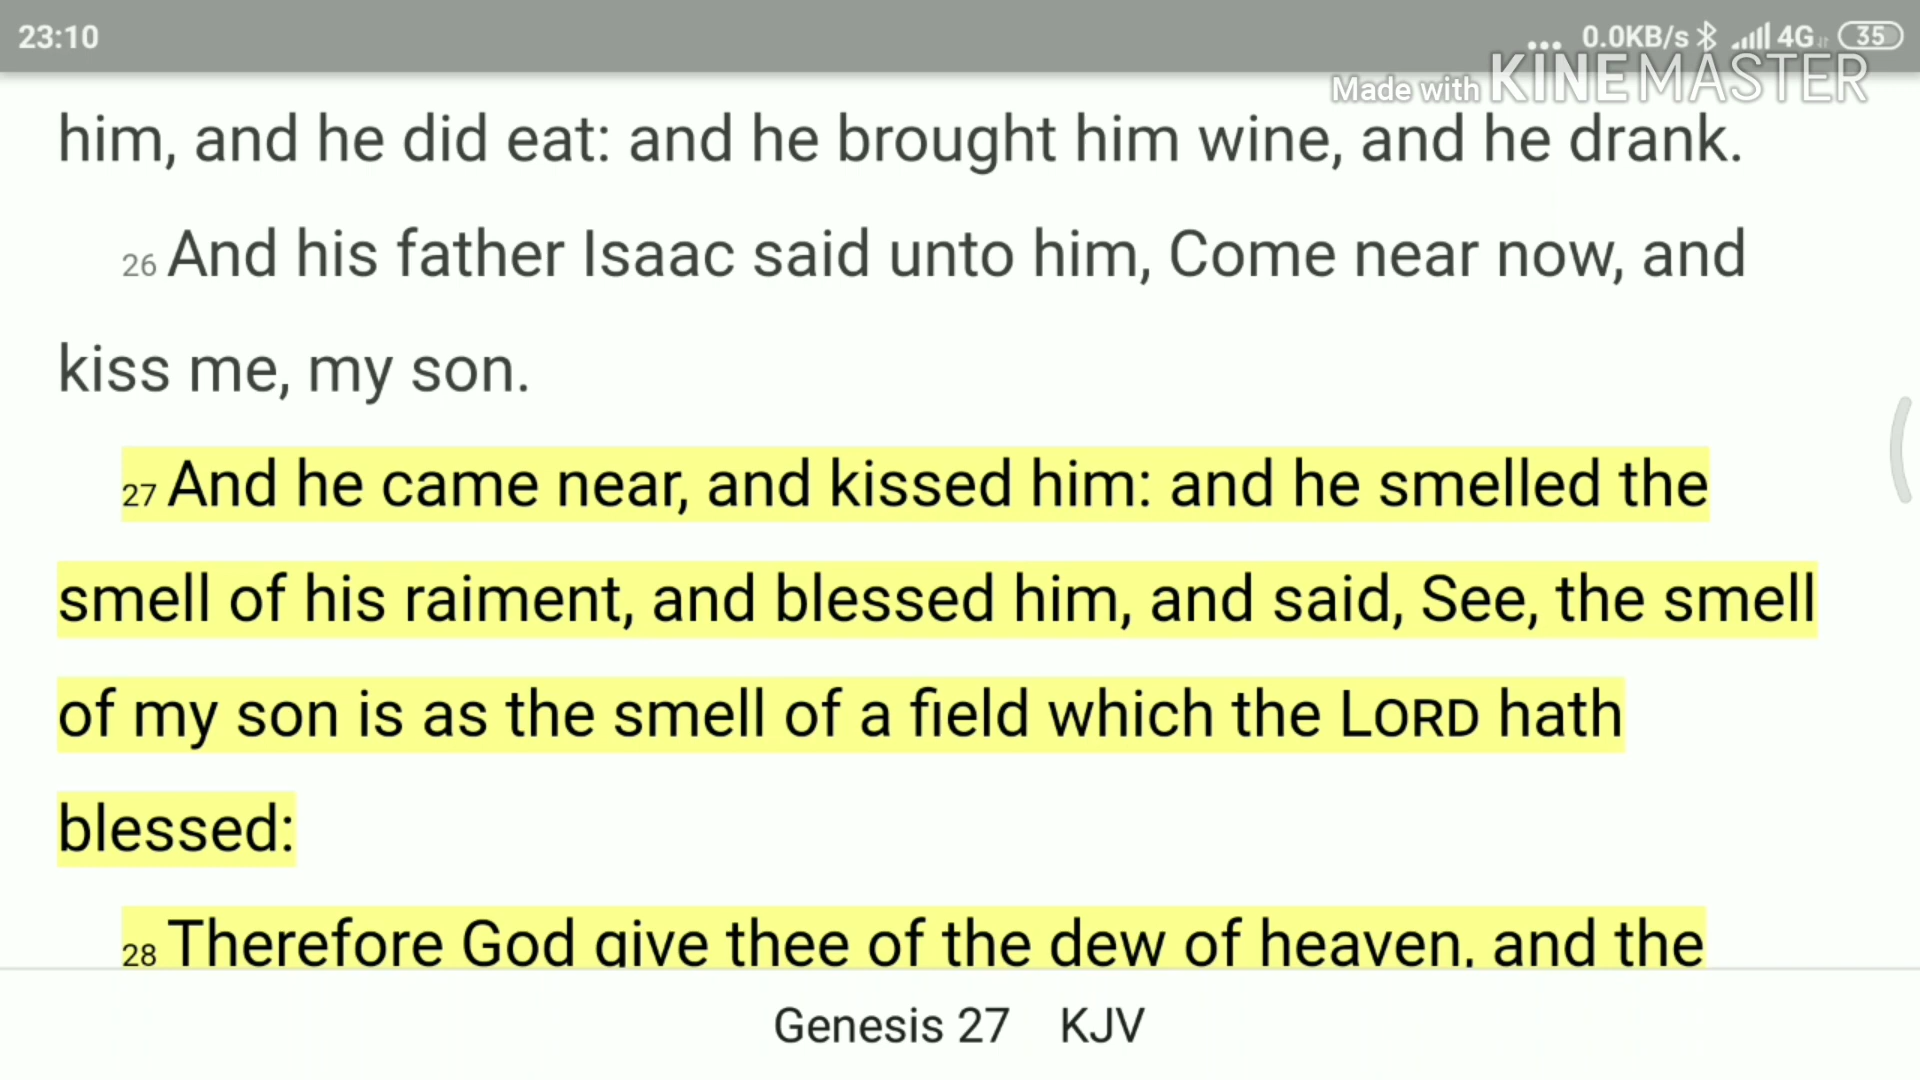 23:10
... 0.0KB/s 4G 35
Made with KINEMASTER
him, and he did eat: and he brought him wine, and he drank.
26 And his father Isaac said unto him, Come near now, and
kiss me, my son.
27 And he came near, and kissed him: and he smelled the
smell of his raiment, and blessed him, and said, See, the smell
of my son is as the smell of a field which the LORD hath
blessed:
28 Therefore God give thee of the dew of heaven, and the
Genesis 27 KJV